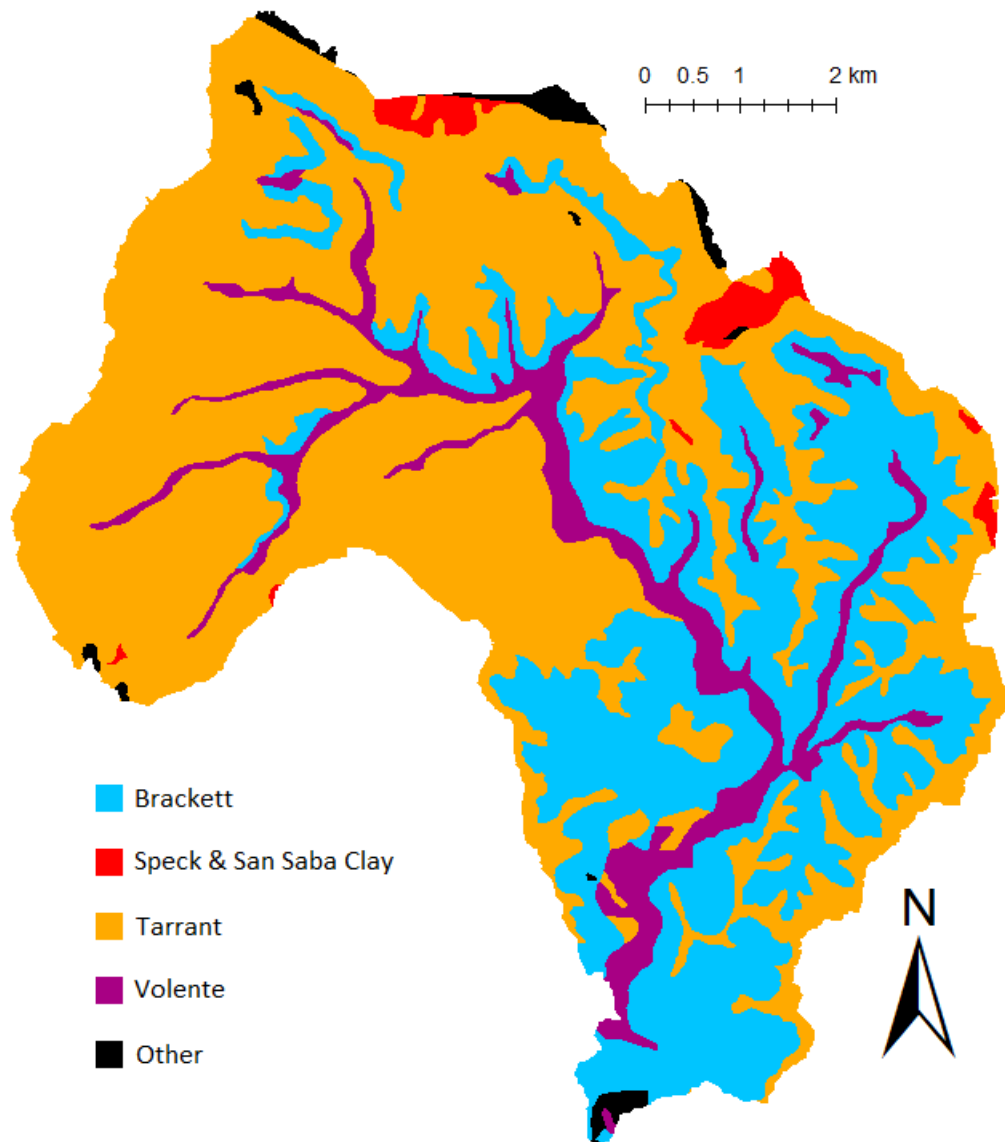 0 0.5 1 2 km
Brackett
Speck & San Saba Clay
Tarrant
Volente
Other
N